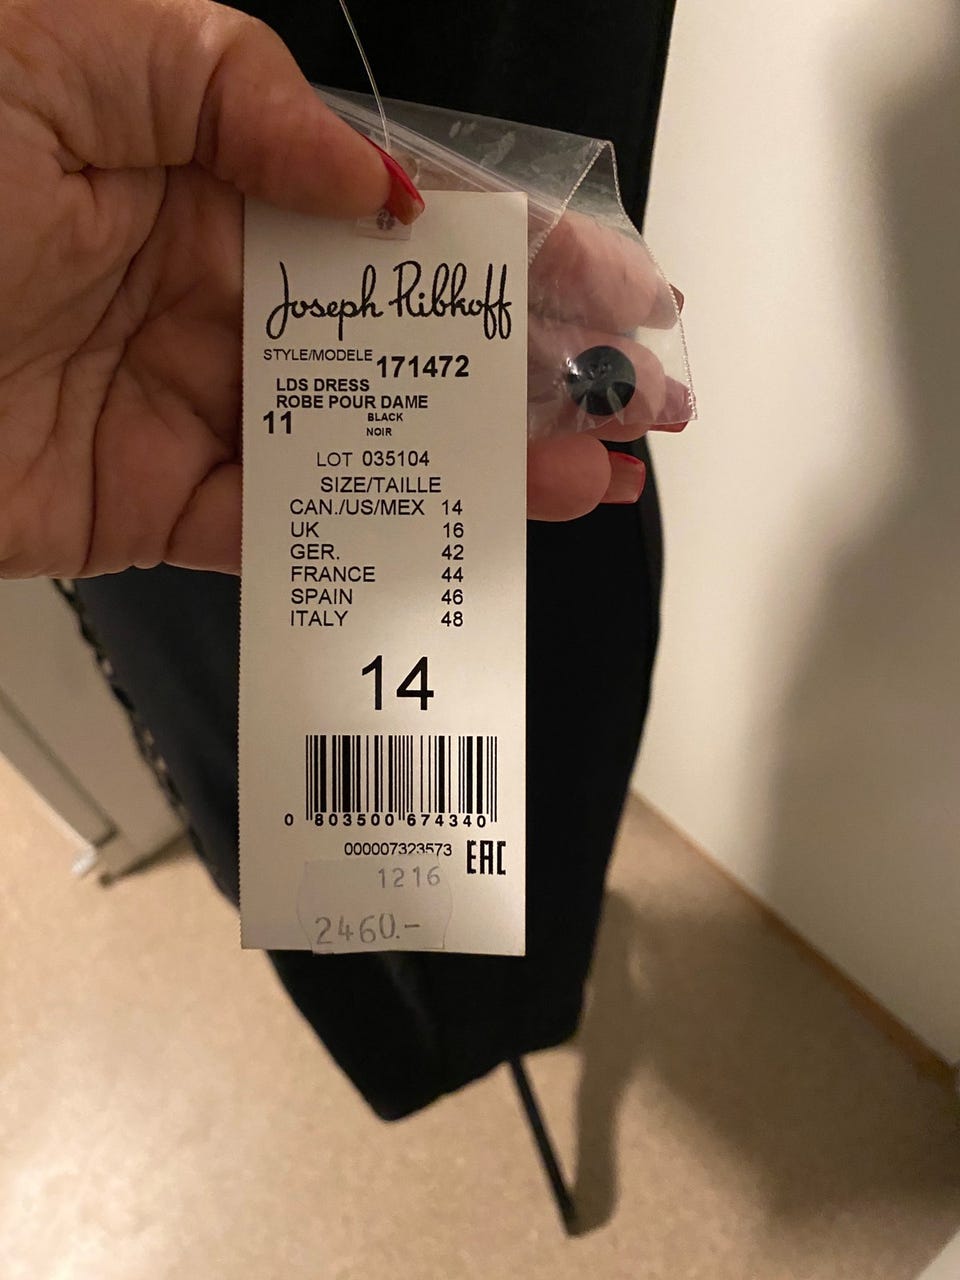 Joseph Ribkoff
STYLE/MODELE 171472
LDS DRESS
ROBE POUR DAME
11 BLACK
NOIR
LOT 035104
SIZE/TAILLE
CAN./US/MEX 14
UK 16
GER. 42
FRANCE 44
SPAIN 46
ITALY 48
14
0 803500 674340
000007323573 EAC
1216
2460.-